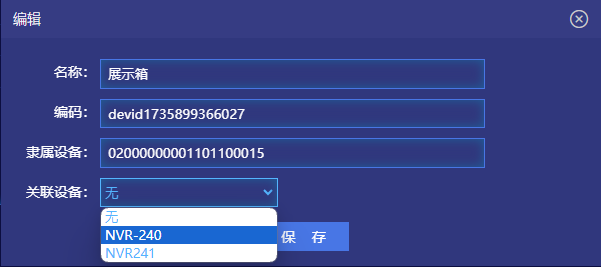 编辑
名称： 展示箱
编码： devid1735899366027
隶属设备： 02000000001101100015
关联设备： 无
无
NVR-240
保 存
NVR241